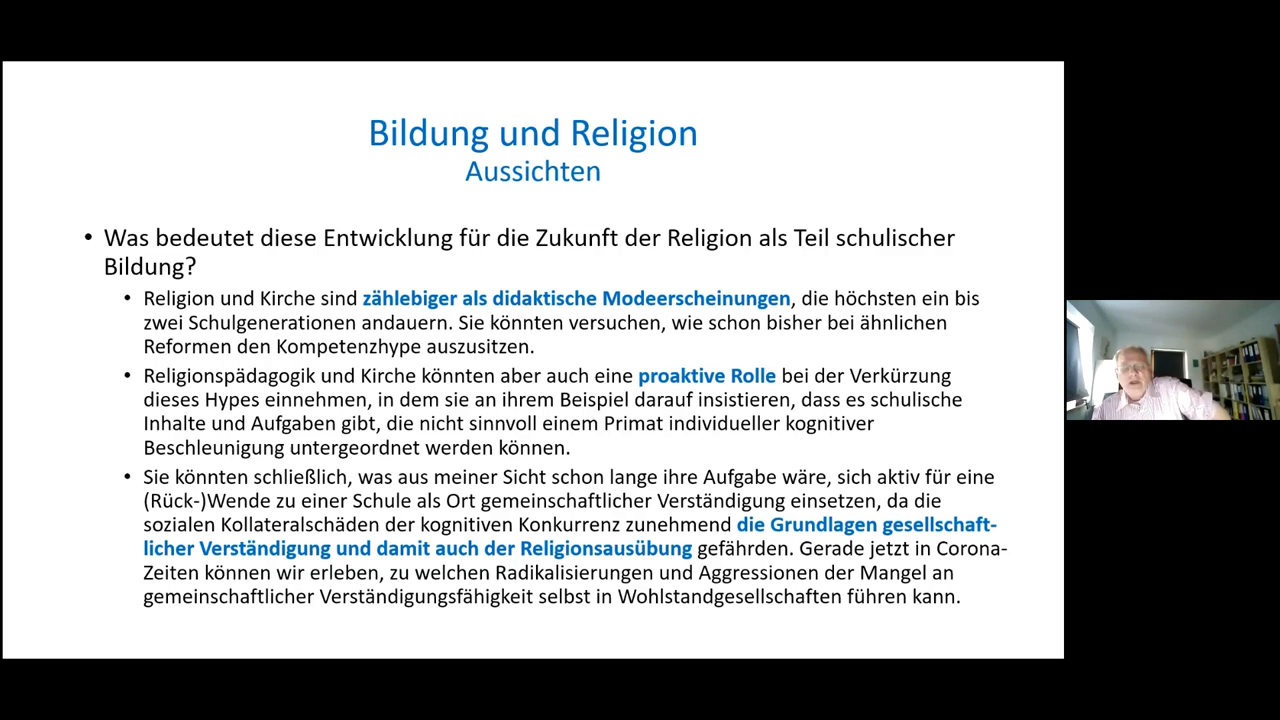 Bildung und Religion
Aussichten
• Was bedeutet diese Entwicklung für die Zukunft der Religion als Teil schulischer
Bildung?
• Religion und Kirche sind zählebiger als didaktische Modeerscheinungen, die höchsten ein bis
zwei Schulgenerationen andauern. Sie könnten versuchen, wie schon bisher bei ähnlichen
Reformen den Kompetenzhype auszusitzen.
• Religionspädagogik und Kirche könnten aber auch eine proaktive Rolle bei der Verkürzung
dieses Hypes einnehmen, in dem sie an ihrem Beispiel darauf insistieren, dass es schulische
Inhalte und Aufgaben gibt, die nicht sinnvoll einem Primat individueller kognitiver
Beschleunigung untergeordnet werden können.
• Sie könnten schließlich, was aus meiner Sicht schon lange ihre Aufgabe wäre, sich aktiv für eine
(Rück-)Wende zu einer Schule als Ort gemeinschaftlicher Verständigung einsetzen, da die
sozialen Kollateralschäden der kognitiven Konkurrenz zunehmend die Grundlagen gesellschaft-
licher Verständigung und damit auch der Religionsausübung gefährden. Gerade jetzt in Corona-
Zeiten können wir erleben, zu welchen Radikalisierungen und Aggressionen der Mangel an
gemeinschaftlicher Verständigungsfähigkeit selbst in Wohlstandgesellschaften führen kann.